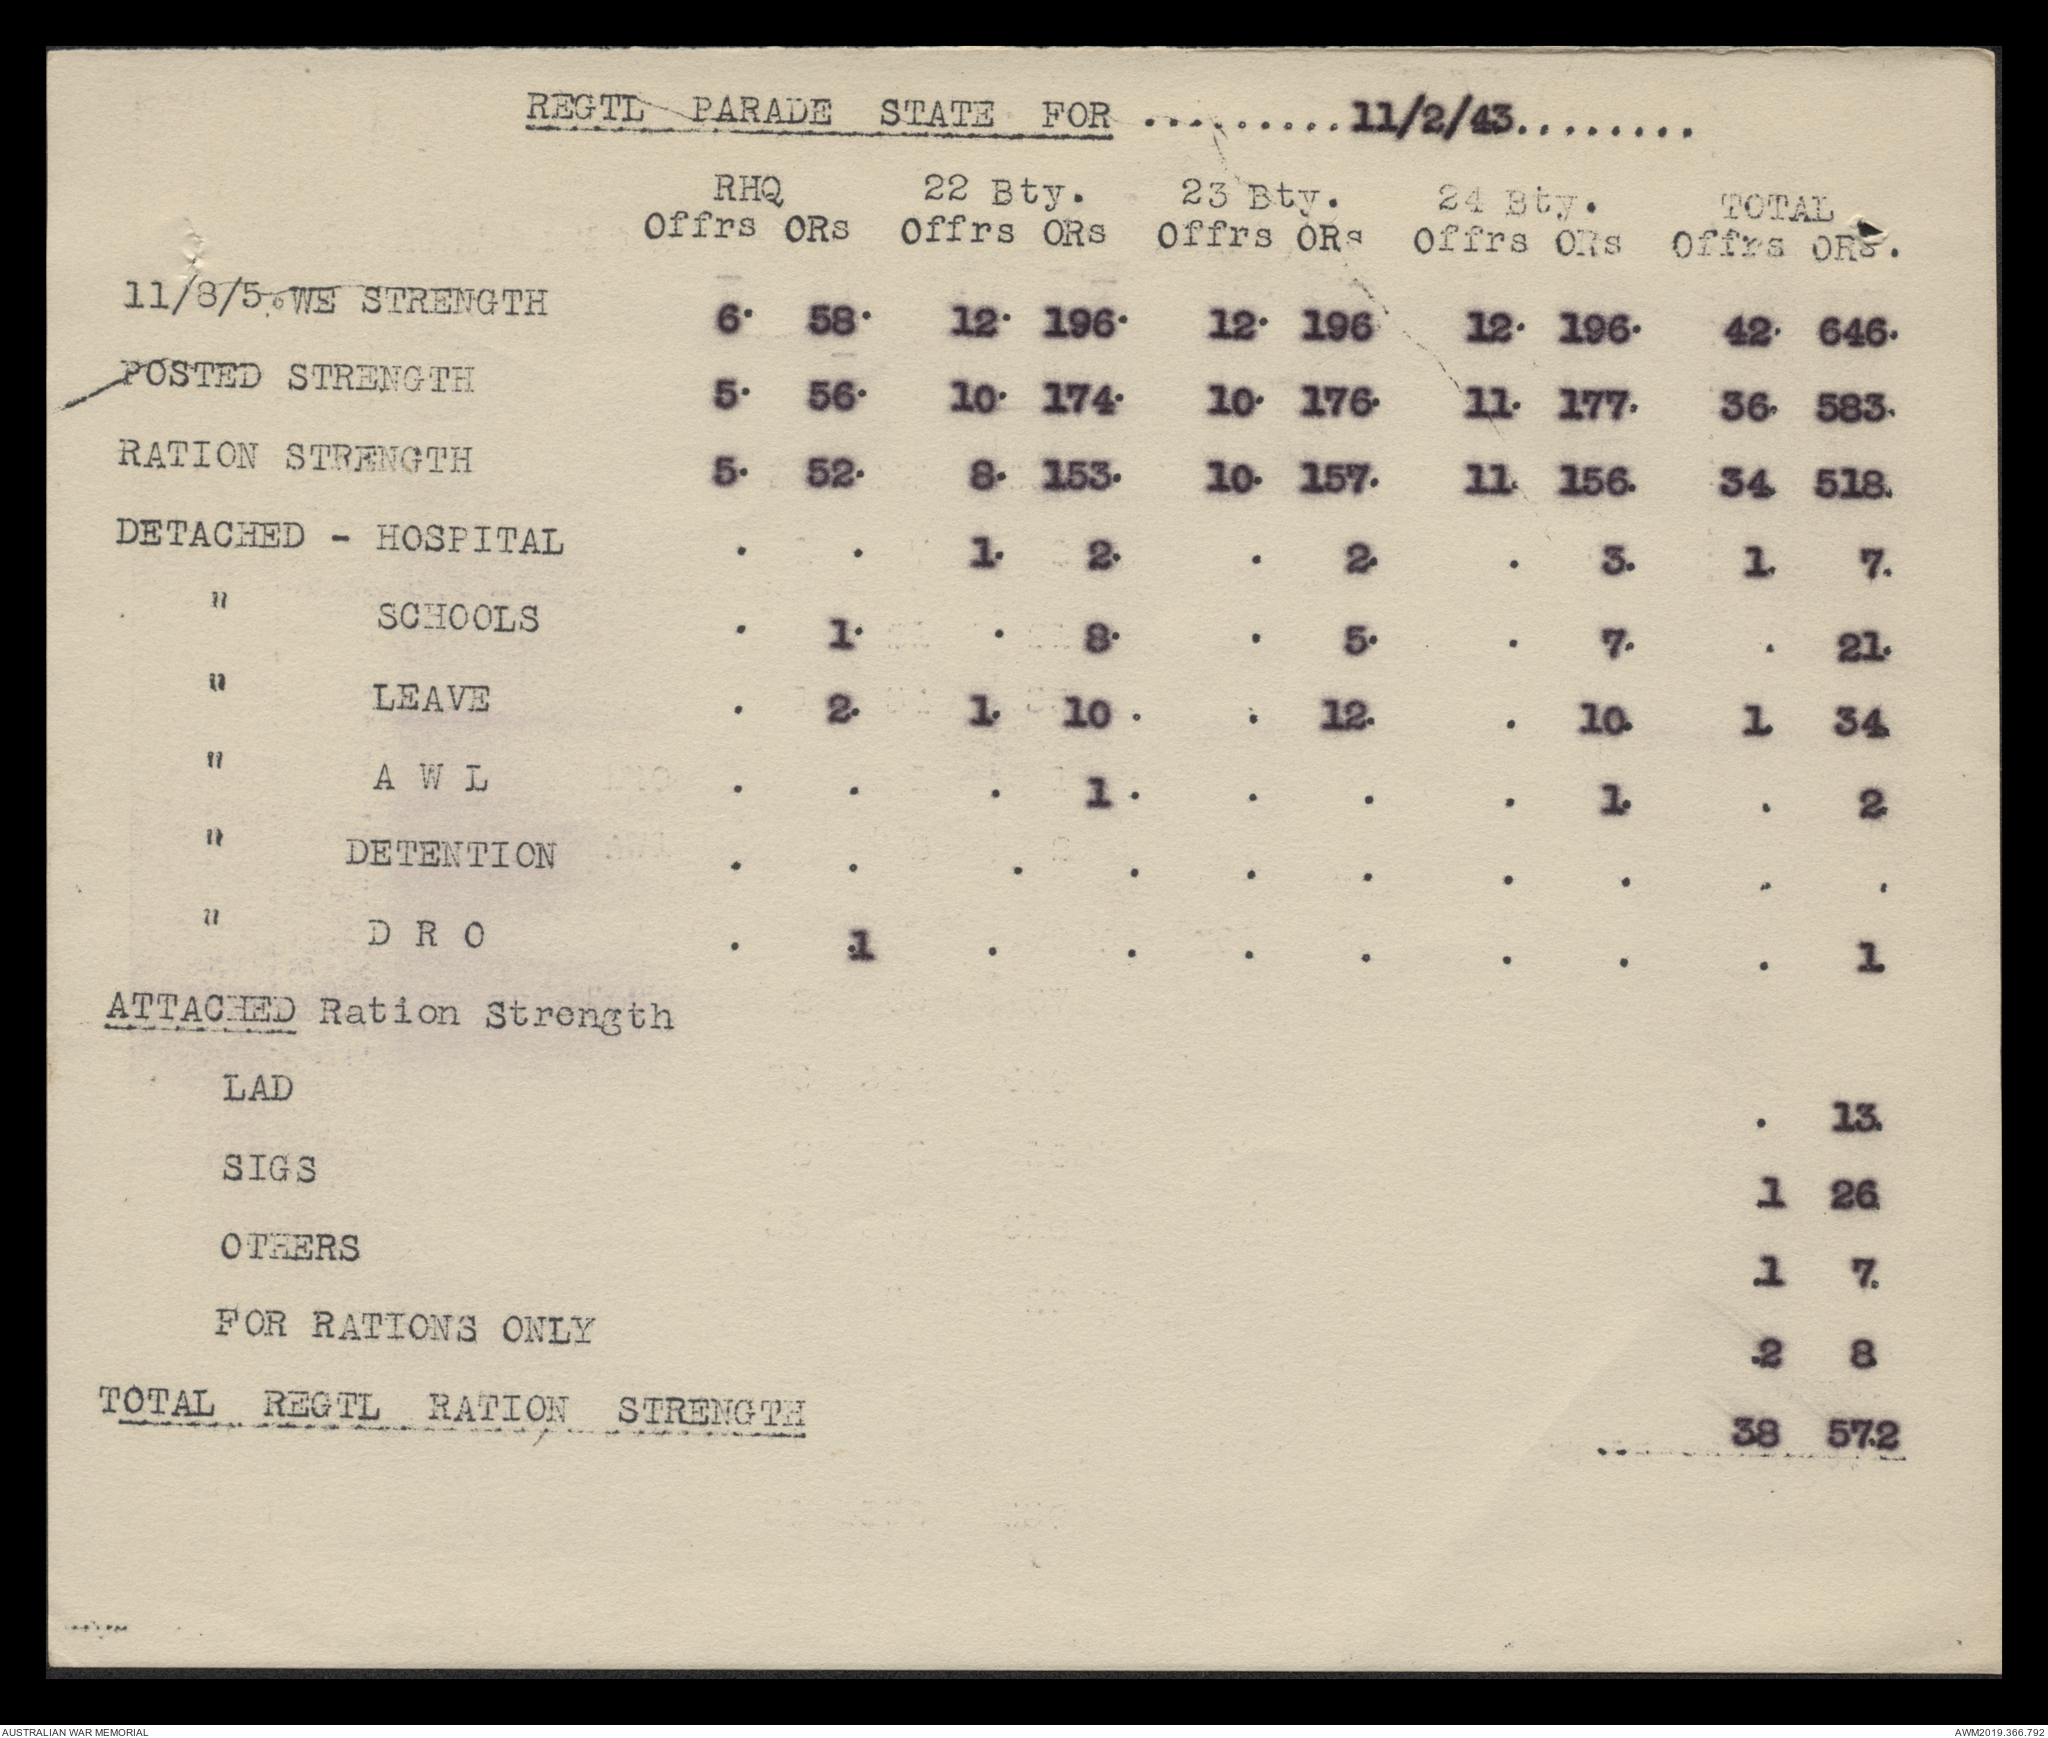 REGTL PARADE STATE FOR .........11/2/43........
RHQ 22 Bty. 23 Bty. 24 Bty. TOTAL
Offrs ORs Offrs ORs Offrs ORs Offrs ORs Offrs ORs.
11/8/5.WE STRENGTH 6. 58. 12. 196. 12. 196 12. 196. 42. 646.
POSTED STRENGTH 5. 56. 10. 174. 10. 176. 11. 177. 36. 583.
RATION STRENGTH 5. 52. 8. 153. 10. 157. 11. 156. 34. 518.
DETACHED - HOSPITAL . . 1. 2. . 2. . 3. 1. 7.
" SCHOOLS . 1. . 8. . 5. . 7. . 21.
" LEAVE . 2. 1. 10 . . 12. . 10. 1. 34.
" A W L . . . 1 . . . . 1. . 2.
" DETENTION . . . . . . . . . .
" D R O . .1 . . . . . . . 1.
ATTACHED Ration Strength
LAD . 13.
SIGS .1 26.
OTHERS .1 7.
FOR RATIONS ONLY .2 8.
TOTAL REGTL RATION STRENGTH 38 572
AUSTRALIAN WAR MEMORIAL AWM2019.366.792